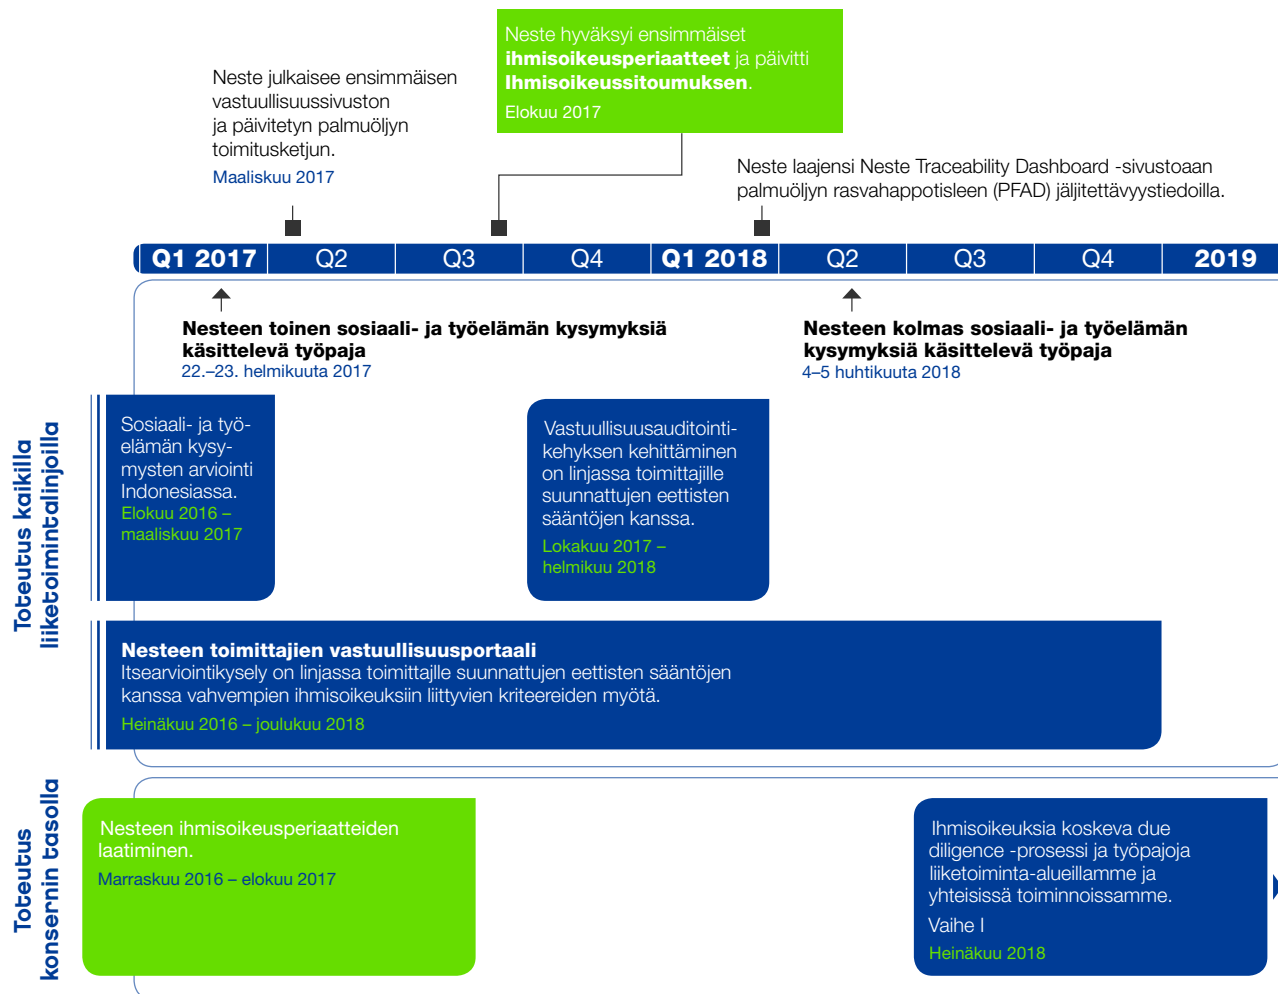 Neste hyväksyi ensimmäiset
ihmisoikeusperiaatteet ja päivitti
Ihmisoikeussitoumuksen.
Elokuu 2017
Neste julkaisee ensimmäisen
vastuullisuussivuston
ja päivitetyn palmuöljyn
toimitusketjun.
Maaliskuu 2017
Neste laajensi Neste Traceability Dashboard -sivustoaan
palmuöljyn rasvahappotisleen (PFAD) jäljitettävyystiedoilla.
Q1 2017 Q2 Q3 Q4 Q1 2018 Q2 Q3 Q4 2019
Nesteen toinen sosiaali- ja työelämän kysymyksiä
käsittelevä työpaja
22.–23. helmikuuta 2017
Nesteen kolmas sosiaali- ja työelämän
kysymyksiä käsittelevä työpaja
4–5 huhtikuuta 2018
Toteutus kaikilla
liiketoimintalinjoilla
Sosiaali- ja työ-
elämän kysy-
mysten arviointi
Indonesiassa.
Elokuu 2016 –
maaliskuu 2017
Vastuullisuusauditointi-
kehyksen kehittäminen
on linjassa toimittajille
suunnattujen eettisten
sääntöjen kanssa.
Lokakuu 2017 –
helmikuu 2018
Nesteen toimittajien vastuullisuusportaali
Itsearviointikysely on linjassa toimittajlle suunnattujen eettisten sääntöjen
kanssa vahvempien ihmisoikeuksiin liittyvien kriteereiden myötä.
Heinäkuu 2016 – joulukuu 2018
Toteutus
konsernin tasolla
Nesteen ihmisoikeusperiaatteiden
laatiminen.
Marraskuu 2016 – elokuu 2017
Ihmisoikeuksia koskeva due
diligence -prosessi ja työpajoja
liiketoiminta-alueillamme ja
yhteisissä toiminnoissamme.
Vaihe I
Heinäkuu 2018